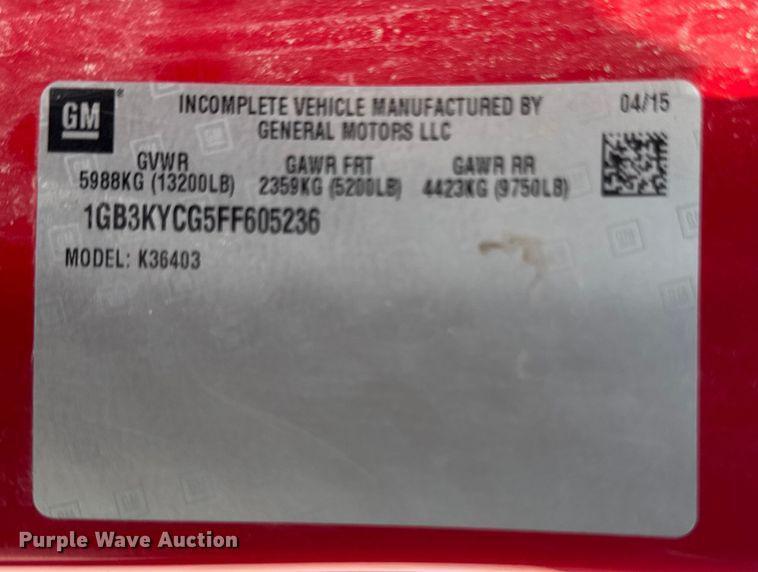 GM
INCOMPLETE VEHICLE MANUFACTURED BY 04/15
GENERAL MOTORS LLC
GVWR GAWR FRT GAWR RR
5988KG (13200LB) 2359KG (5200LB) 4423KG (9750LB)
1GB3KYCG5FF605236
MODEL: K36403
Purple Wave Auction